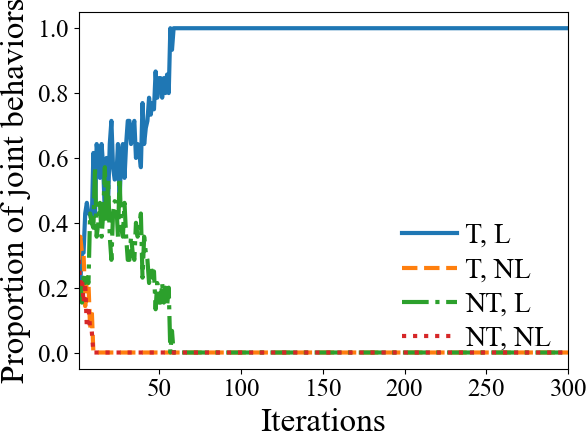 Proportion of joint behaviors
1.0
0.8
0.6
0.4
0.2
0.0
T, L
T, NL
NT, L
NT, NL
50 100 150 200 250 300
Iterations